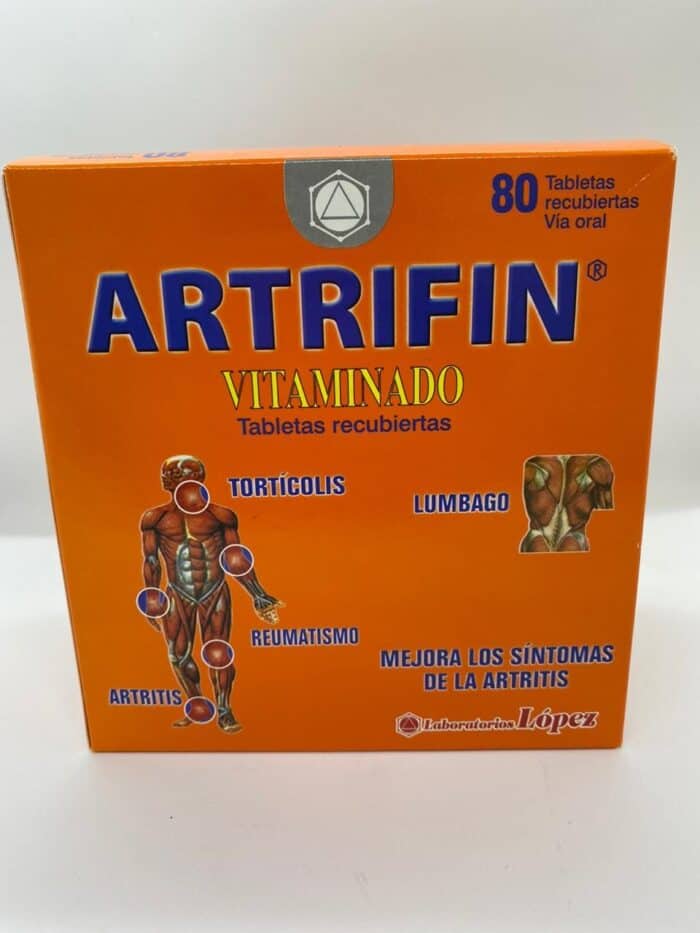 80 Tabletas
recubiertas
Vía oral
ARTRIFIN®
VITAMINADO
Tabletas recubiertas
TORTÍCOLIS
LUMBAGO
REUMATISMO
ARTRITIS
MEJORA LOS SÍNTOMAS
DE LA ARTRITIS
Laboratorios López